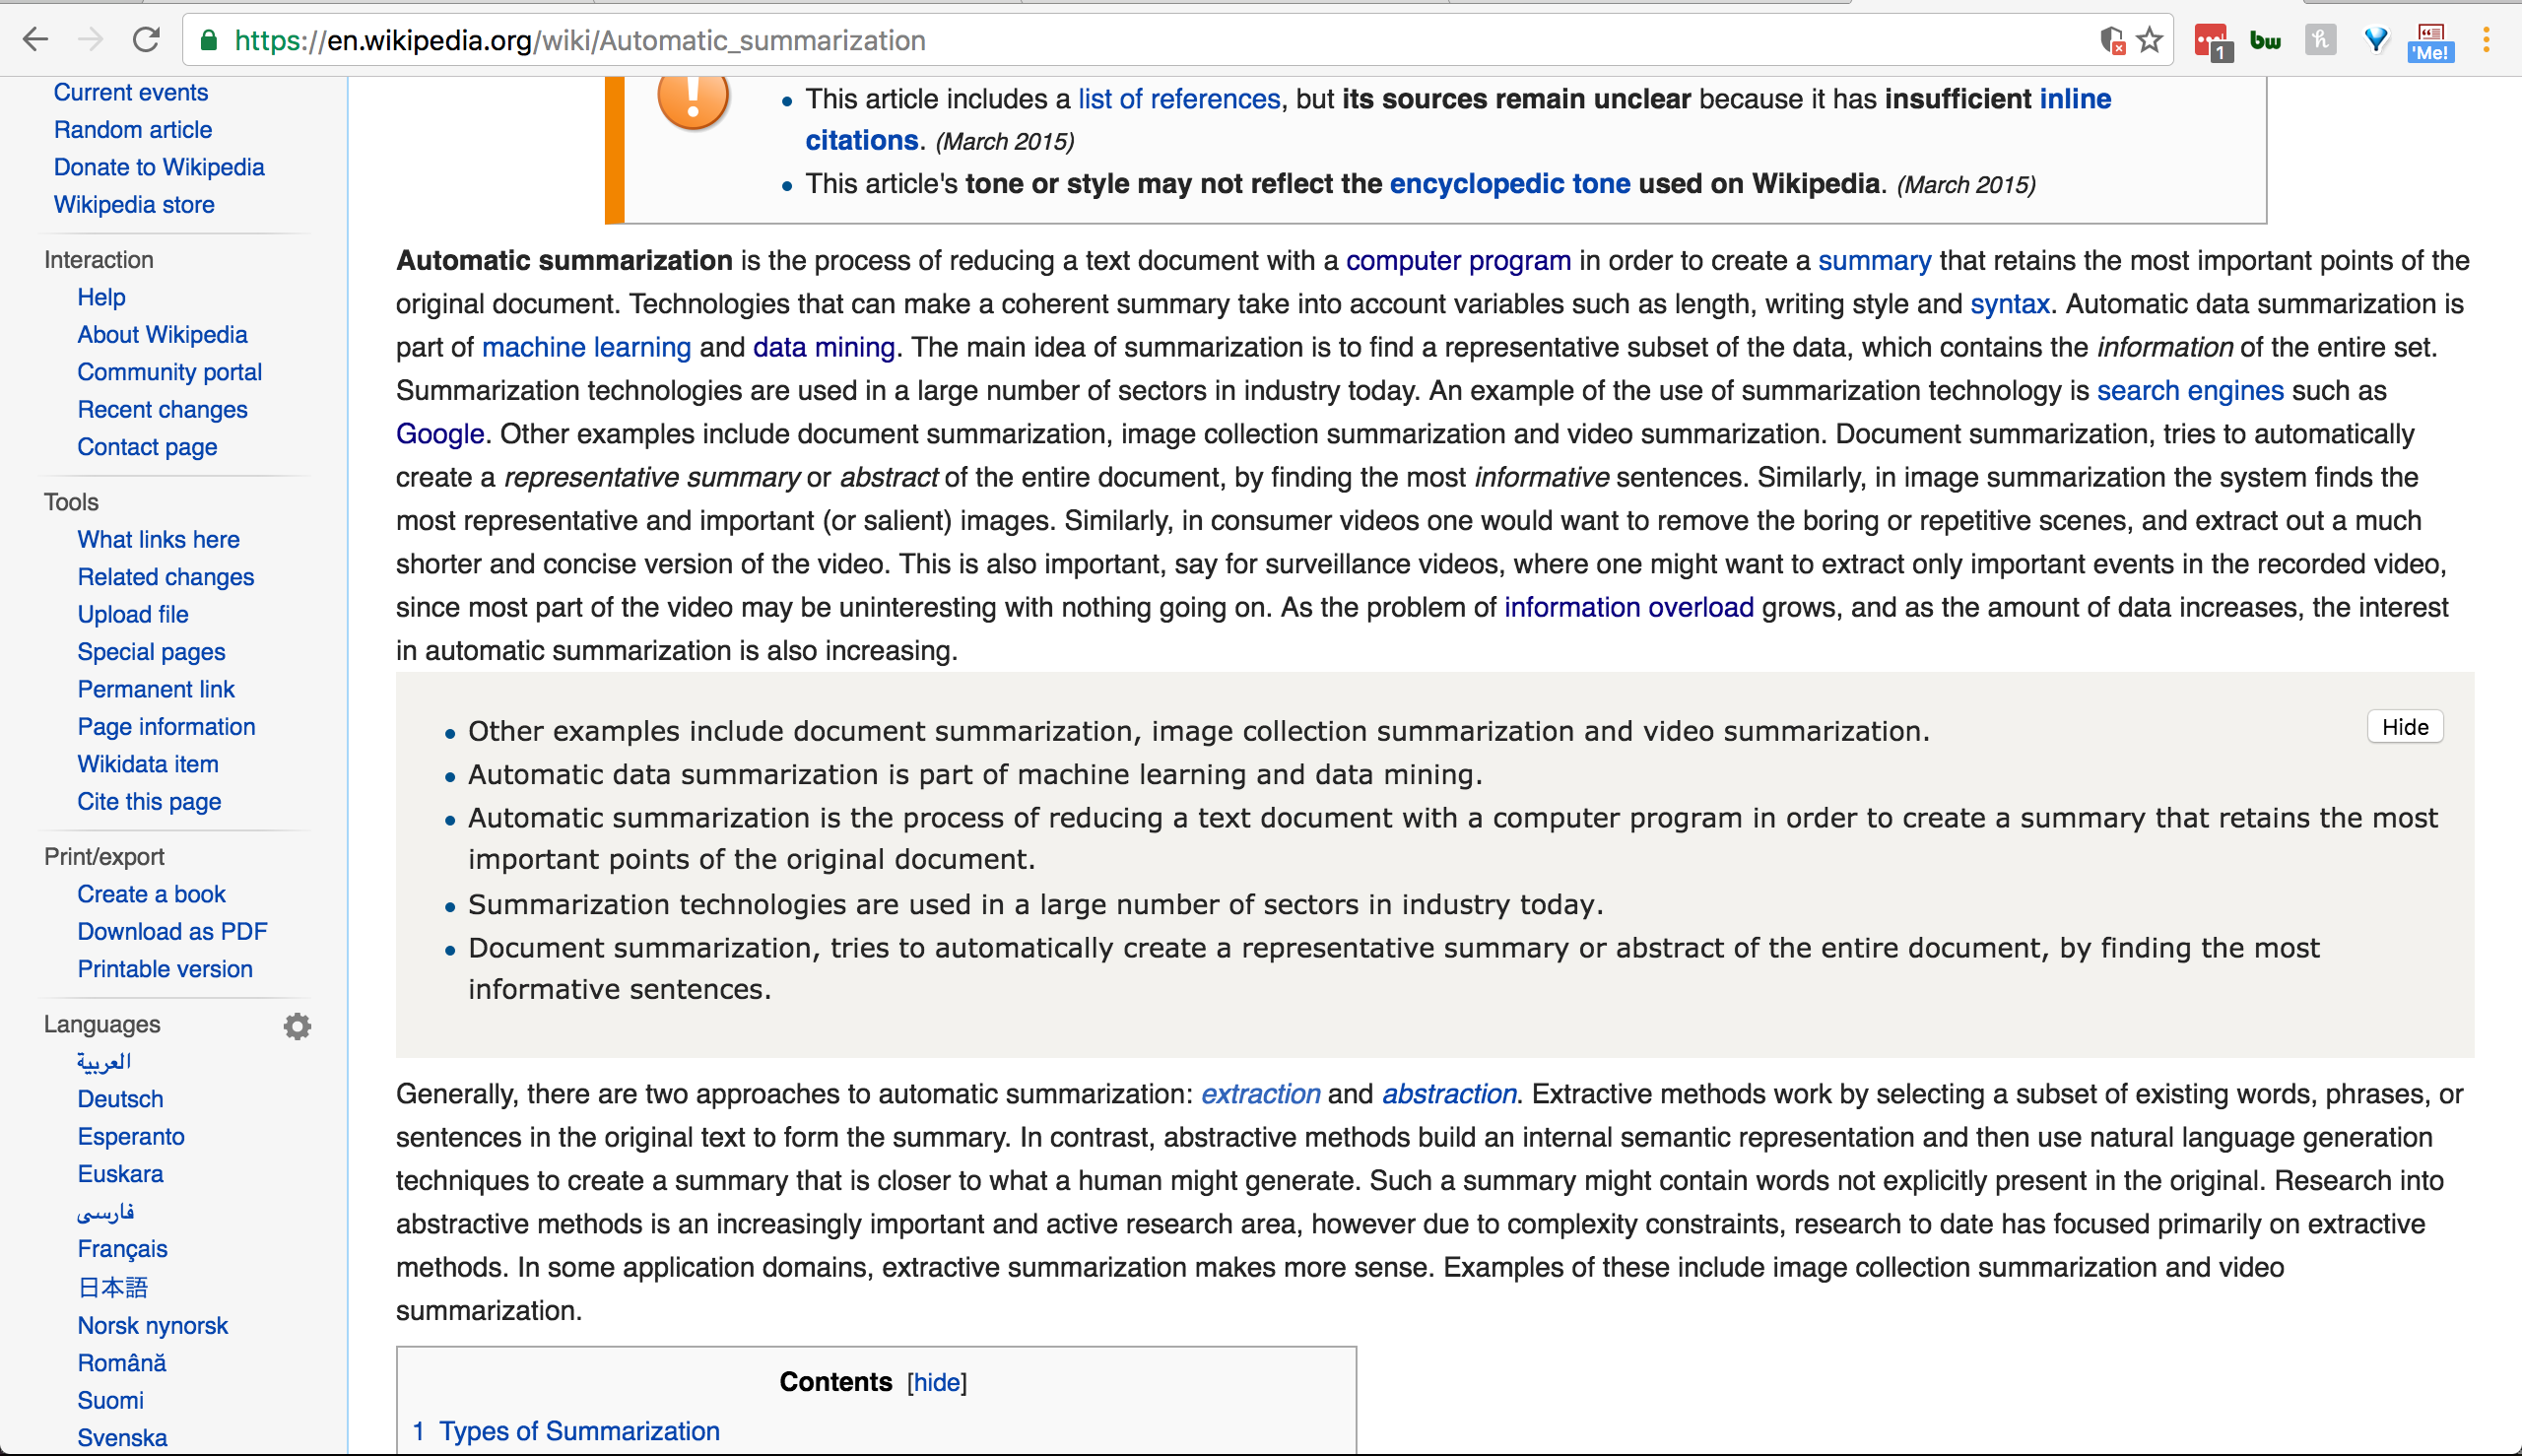 https://en.wikipedia.org/wiki/Automatic_summarization
1
bw
h
'Me!
Current events
Random article
Donate to Wikipedia
Wikipedia store
Interaction
Help
About Wikipedia
Community portal
Recent changes
Contact page
Tools
What links here
Related changes
Upload file
Special pages
Permanent link
Page information
Wikidata item
Cite this page
Print/export
Create a book
Download as PDF
Printable version
Languages
العربية
Deutsch
Esperanto
Euskara
فارسی
Français
日本語
Norsk nynorsk
Română
Suomi
Svenska
• This article includes a list of references, but its sources remain unclear because it has insufficient inline
citations. (March 2015)
• This article's tone or style may not reflect the encyclopedic tone used on Wikipedia. (March 2015)
Automatic summarization is the process of reducing a text document with a computer program in order to create a summary that retains the most important points of the
original document. Technologies that can make a coherent summary take into account variables such as length, writing style and syntax. Automatic data summarization is
part of machine learning and data mining. The main idea of summarization is to find a representative subset of the data, which contains the information of the entire set.
Summarization technologies are used in a large number of sectors in industry today. An example of the use of summarization technology is search engines such as
Google. Other examples include document summarization, image collection summarization and video summarization. Document summarization, tries to automatically
create a representative summary or abstract of the entire document, by finding the most informative sentences. Similarly, in image summarization the system finds the
most representative and important (or salient) images. Similarly, in consumer videos one would want to remove the boring or repetitive scenes, and extract out a much
shorter and concise version of the video. This is also important, say for surveillance videos, where one might want to extract only important events in the recorded video,
since most part of the video may be uninteresting with nothing going on. As the problem of information overload grows, and as the amount of data increases, the interest
in automatic summarization is also increasing.
• Other examples include document summarization, image collection summarization and video summarization.
Hide
• Automatic data summarization is part of machine learning and data mining.
• Automatic summarization is the process of reducing a text document with a computer program in order to create a summary that retains the most
important points of the original document.
• Summarization technologies are used in a large number of sectors in industry today.
• Document summarization, tries to automatically create a representative summary or abstract of the entire document, by finding the most
informative sentences.
Generally, there are two approaches to automatic summarization: extraction and abstraction. Extractive methods work by selecting a subset of existing words, phrases, or
sentences in the original text to form the summary. In contrast, abstractive methods build an internal semantic representation and then use natural language generation
techniques to create a summary that is closer to what a human might generate. Such a summary might contain words not explicitly present in the original. Research into
abstractive methods is an increasingly important and active research area, however due to complexity constraints, research to date has focused primarily on extractive
methods. In some application domains, extractive summarization makes more sense. Examples of these include image collection summarization and video
summarization.
Contents [hide]
1 Types of Summarization